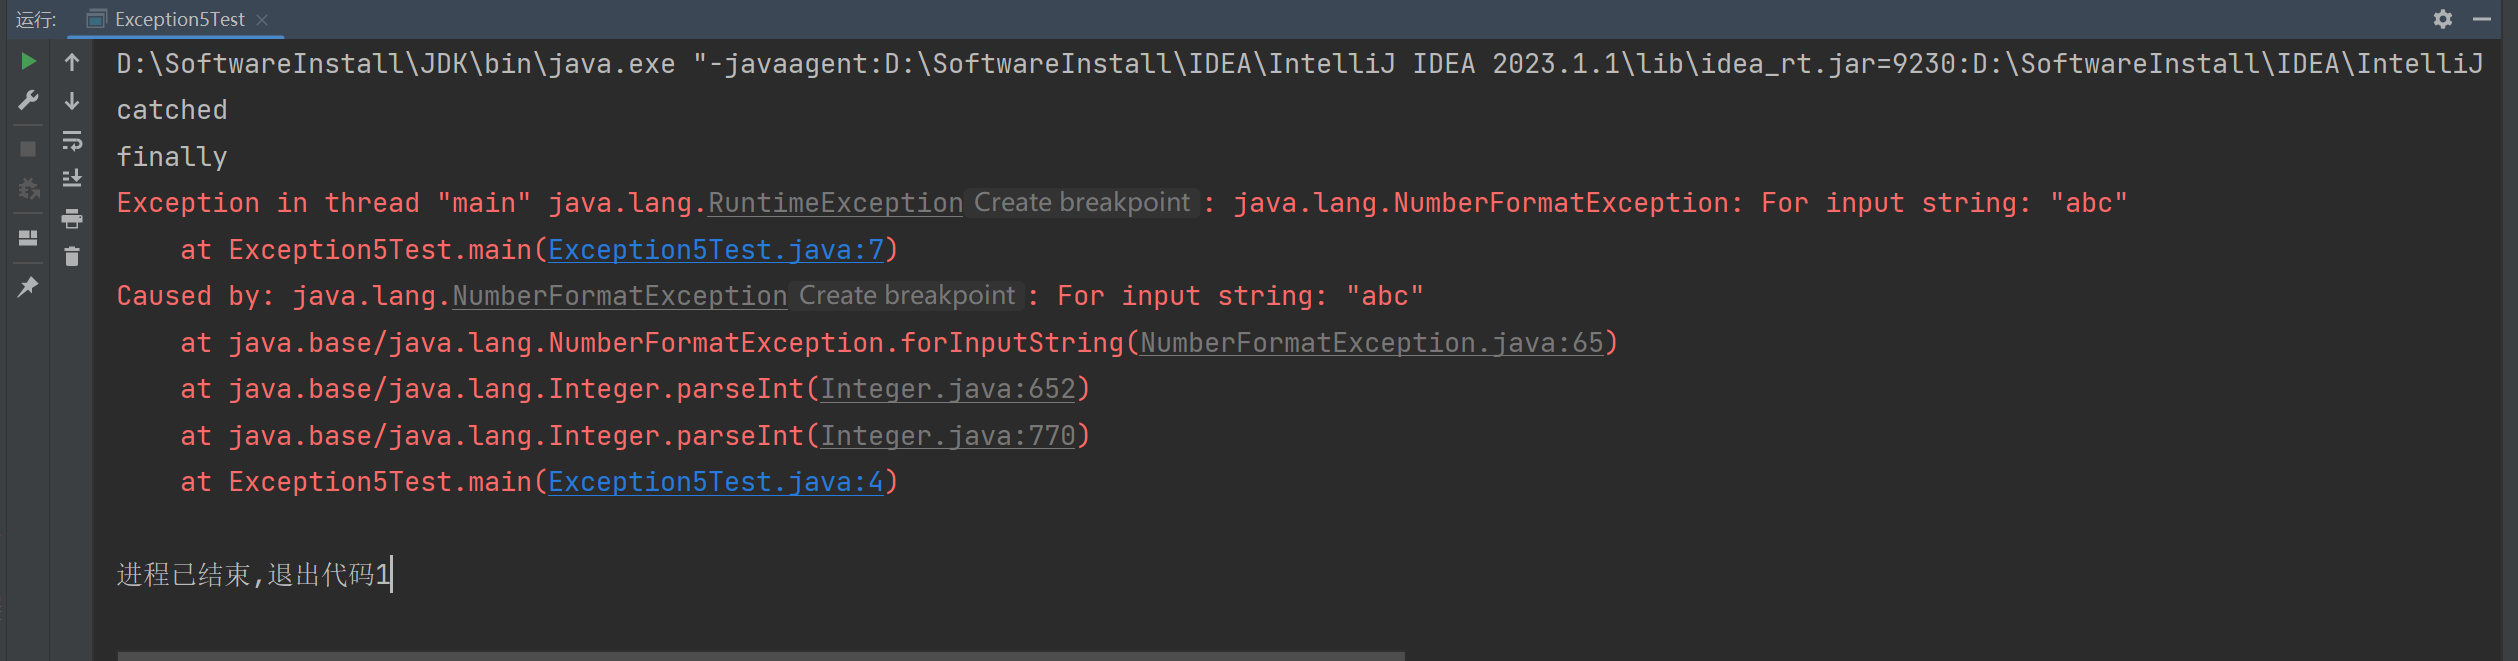 运行: Exception5Test
D:\SoftwareInstall\JDK\bin\java.exe "-javaagent:D:\SoftwareInstall\IDEA\IntelliJ IDEA 2023.1.1\lib\idea_rt.jar=9230:D:\SoftwareInstall\IDEA\IntelliJ
catched
finally
Exception in thread "main" java.lang.RuntimeException Create breakpoint : java.lang.NumberFormatException: For input string: "abc"
at Exception5Test.main(Exception5Test.java:7)
Caused by: java.lang.NumberFormatException Create breakpoint : For input string: "abc"
at java.base/java.lang.NumberFormatException.forInputString(NumberFormatException.java:65)
at java.base/java.lang.Integer.parseInt(Integer.java:652)
at java.base/java.lang.Integer.parseInt(Integer.java:770)
at Exception5Test.main(Exception5Test.java:4)
进程已结束,退出代码1